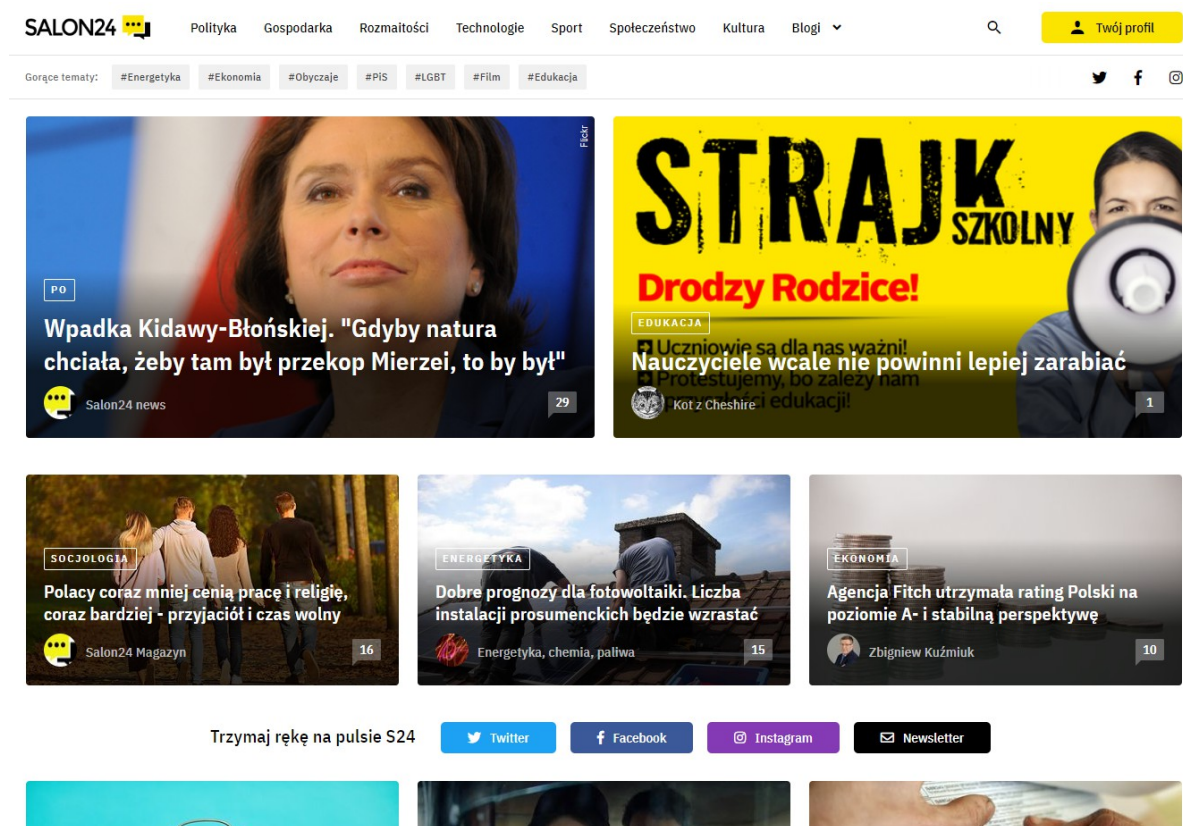 SALON24
Polityka Gospodarka Rozmaitości Technologie Sport Społeczeństwo Kultura Blogi
Twój profil
Gorące tematy: #Energetyka #Ekonomia #Obyczaje #PiS #LGBT #Film #Edukacja
Flickr
PO
Wpadka Kidawy-Błońskiej. "Gdyby natura
chciała, żeby tam był przekop Mierzei, to by był"
Salon24 news
29
STRAJK
SZKOLNY
Drodzy Rodzice!
EDUKACJA
Uczniowie są dla nas ważni!
Nauczyciele wcale nie powinni lepiej zarabiać
Protestujemy, bo zależy nam
edukacji!
Kot z Cheshire
1
SOCJOLOGIA
Polacy coraz mniej cenią pracę i religię,
coraz bardziej - przyjaciół i czas wolny
Salon24 Magazyn
16
ENERGETYKA
Dobre prognozy dla fotowoltaiki. Liczba
instalacji prosumenckich będzie wzrastać
Energetyka, chemia, paliwa
15
EKONOMIA
Agencja Fitch utrzymała rating Polski na
poziomie A- i stabilną perspektywę
Zbigniew Kuźmiuk
10
Trzymaj rękę na pulsie S24
Twitter
Facebook
Instagram
Newsletter